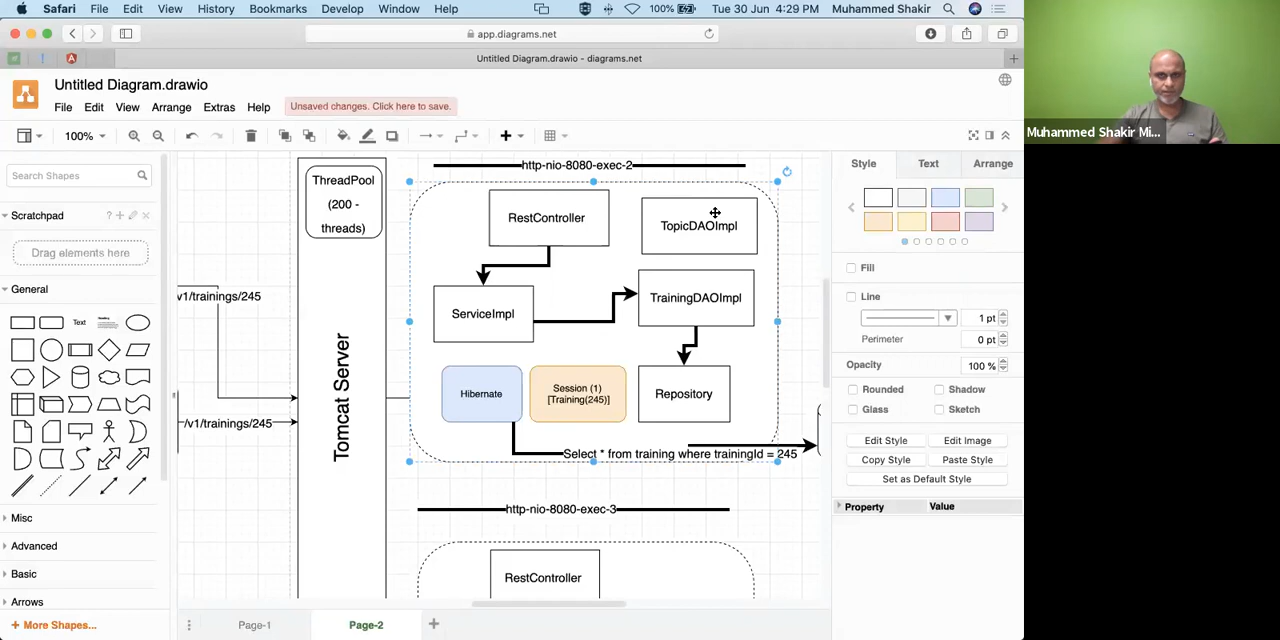 Safari File Edit View History Bookmarks Develop Window Help 100% Tue 30 Jun 4:29 PM Muhammed Shakir
app.diagrams.net
Untitled Diagram.drawio - diagrams.net
Untitled Diagram.drawio
File Edit View Arrange Extras Help Unsaved changes. Click here to save.
100%
Search Shapes
Scratchpad
Drag elements here
General
Text
Misc
Advanced
Basic
Arrows
+ More Shapes...
v1/trainings/245
/v1/trainings/245
ThreadPool
(200 -
threads)
Tomcat Server
http-nio-8080-exec-2
RestController
TopicDAOImpl
ServiceImpl
TrainingDAOImpl
Hibernate
Session (1)
[Training(245)]
Repository
Select * from training where trainingId = 245
http-nio-8080-exec-3
RestController
Page-1 Page-2
Style Text Arrange
Fill
Line
1 pt
Perimeter 0 pt
Opacity 100 %
Rounded Shadow
Glass Sketch
Edit Style Edit Image
Copy Style Paste Style
Set as Default Style
Property Value
Muhammed Shakir Mi...